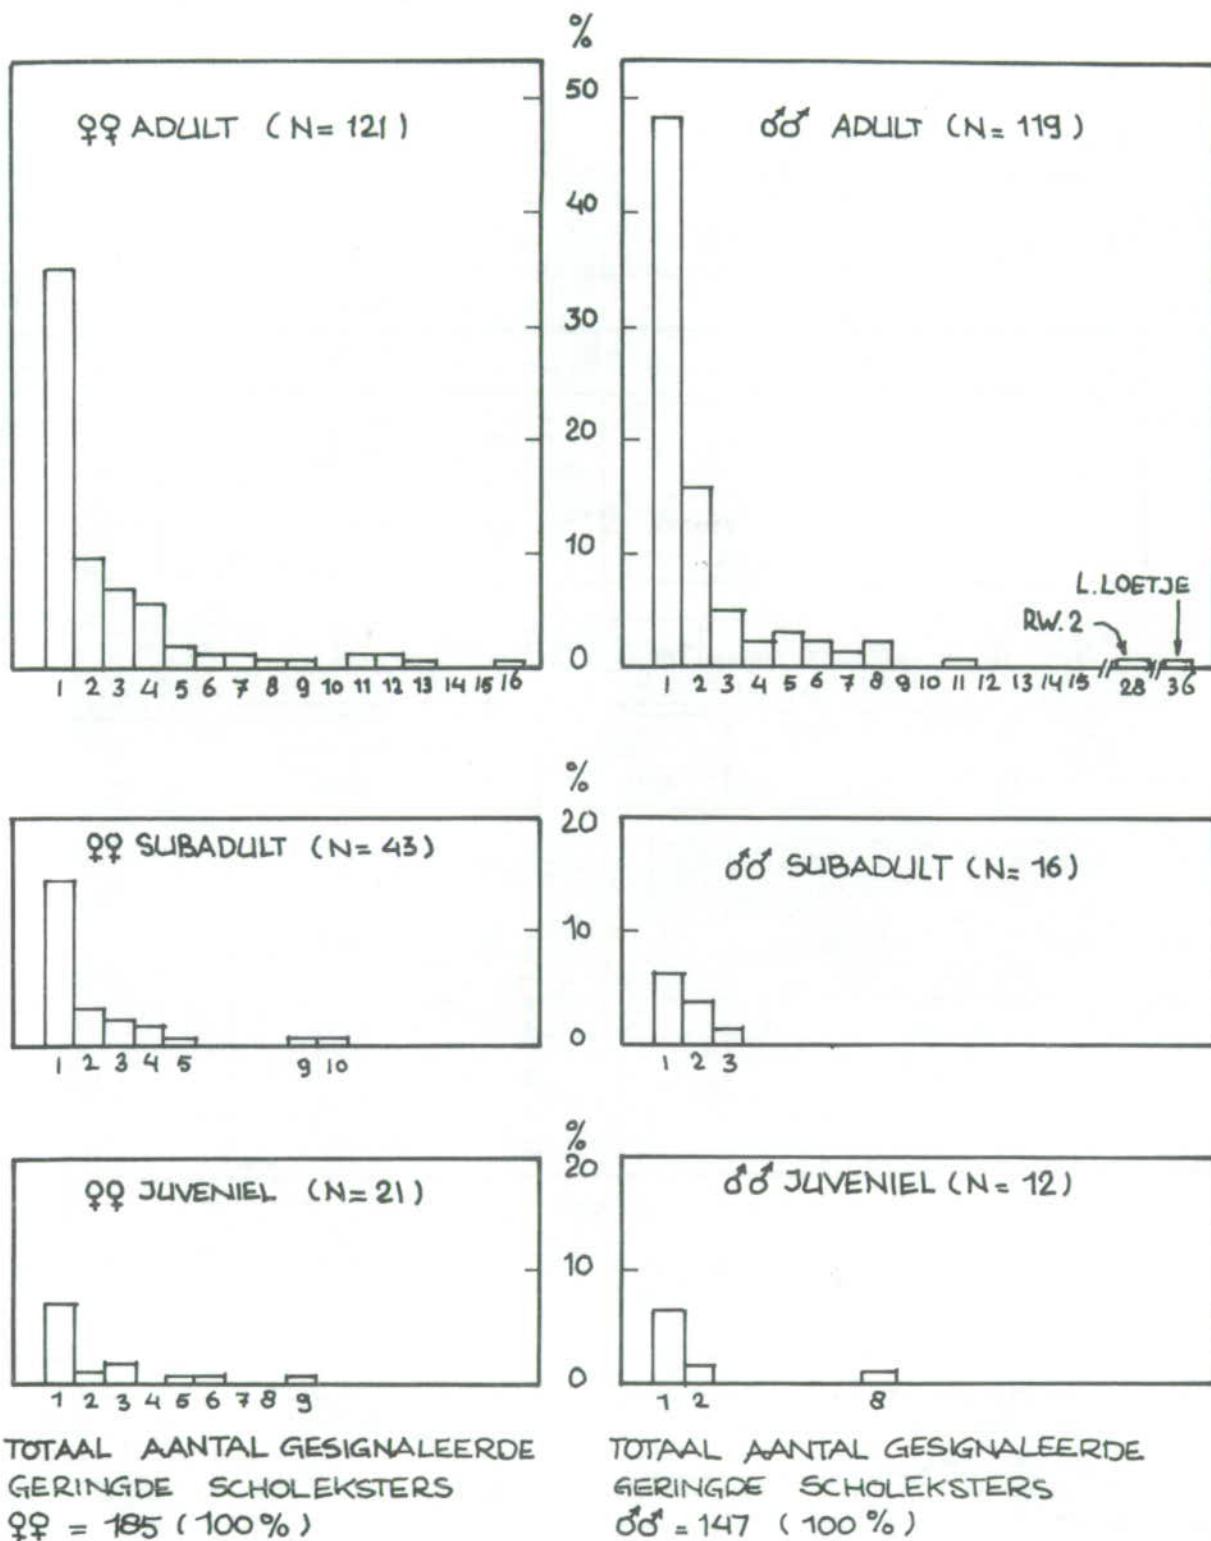 %
♀♀ ADULT (N= 121)
50
40
30
20
10
0
1 2 3 4 5 6 7 8 9 10 11 12 13 14 15 16
♂♂ ADULT (N= 119)
L.LOETJE
RW.2
1 2 3 4 5 6 7 8 9 10 11 12 13 14 15 // 28 // 36
%
♀♀ SUBADULT (N= 43)
20
10
0
1 2 3 4 5 9 10
♂♂ SUBADULT (N= 16)
1 2 3
%
♀♀ JUVENIEL (N= 21)
20
10
0
1 2 3 4 5 6 7 8 9
♂♂ JUVENIEL (N= 12)
1 2 8
TOTAAL AANTAL GESIGNALEERDE
GERINGDE SCHOLEKSTERS
♀♀ = 185 (100%)
TOTAAL AANTAL GESIGNALEERDE
GERINGDE SCHOLEKSTERS
♂♂ = 147 (100%)